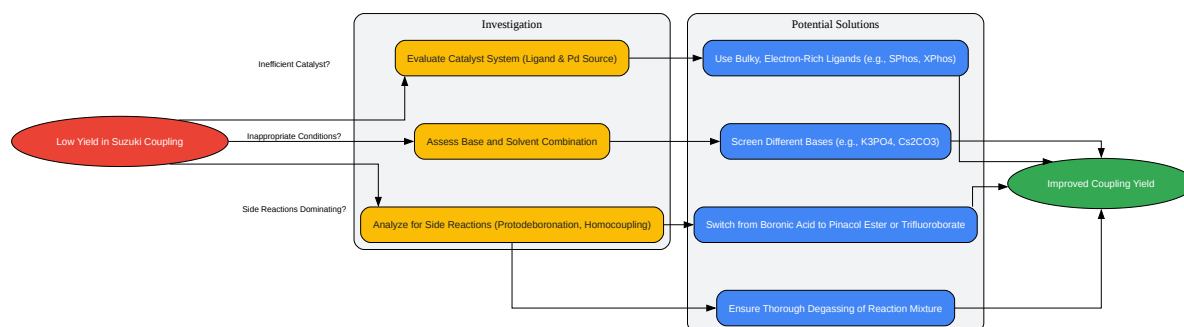 Investigation
Potential Solutions
Inefficient Catalyst?
Evaluate Catalyst System (Ligand & Pd Source)
Use Bulky, Electron-Rich Ligands (e.g., SPhos, XPhos)
Low Yield in Suzuki Coupling
Inappropriate Conditions?
Assess Base and Solvent Combination
Screen Different Bases (e.g., K3PO4, Cs2CO3)
Improved Coupling Yield
Side Reactions Dominating?
Analyze for Side Reactions (Protodeboronation, Homocoupling)
Switch from Boronic Acid to Pinacol Ester or Trifluoroborate
Ensure Thorough Degassing of Reaction Mixture